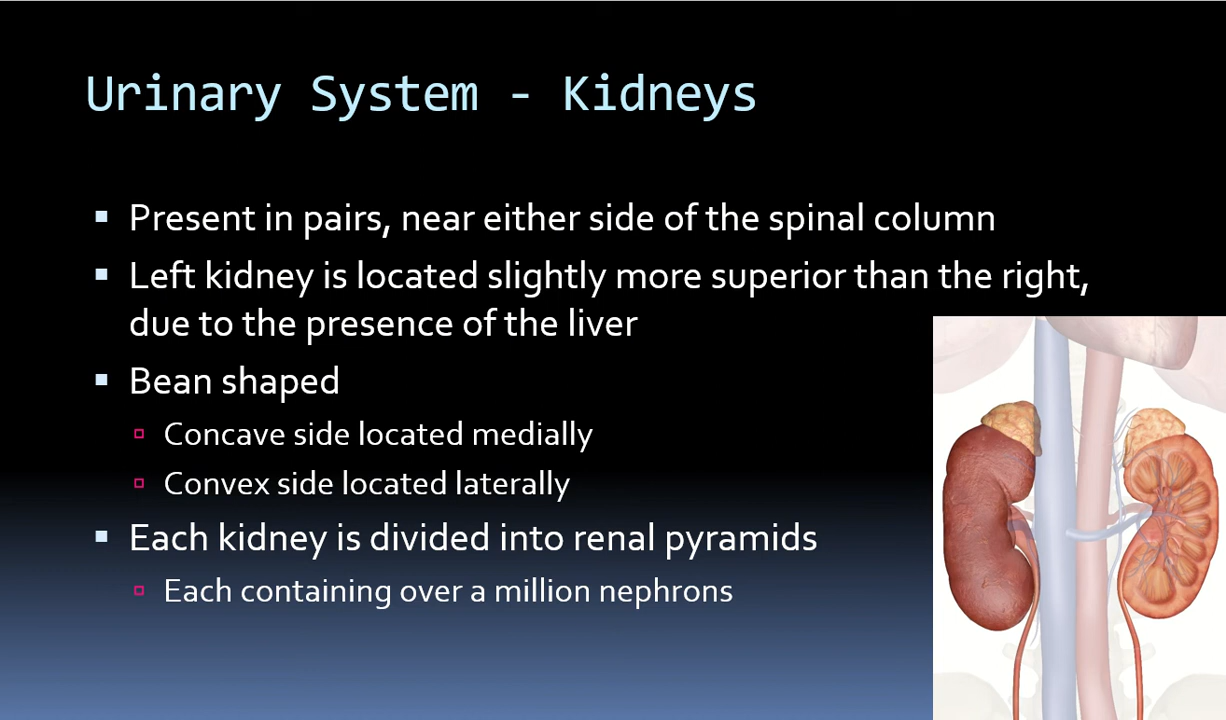 Urinary System - Kidneys
Present in pairs, near either side of the spinal column
Left kidney is located slightly more superior than the right,
due to the presence of the liver
Bean shaped
Concave side located medially
Convex side located laterally
Each kidney is divided into renal pyramids
Each containing over a million nephrons